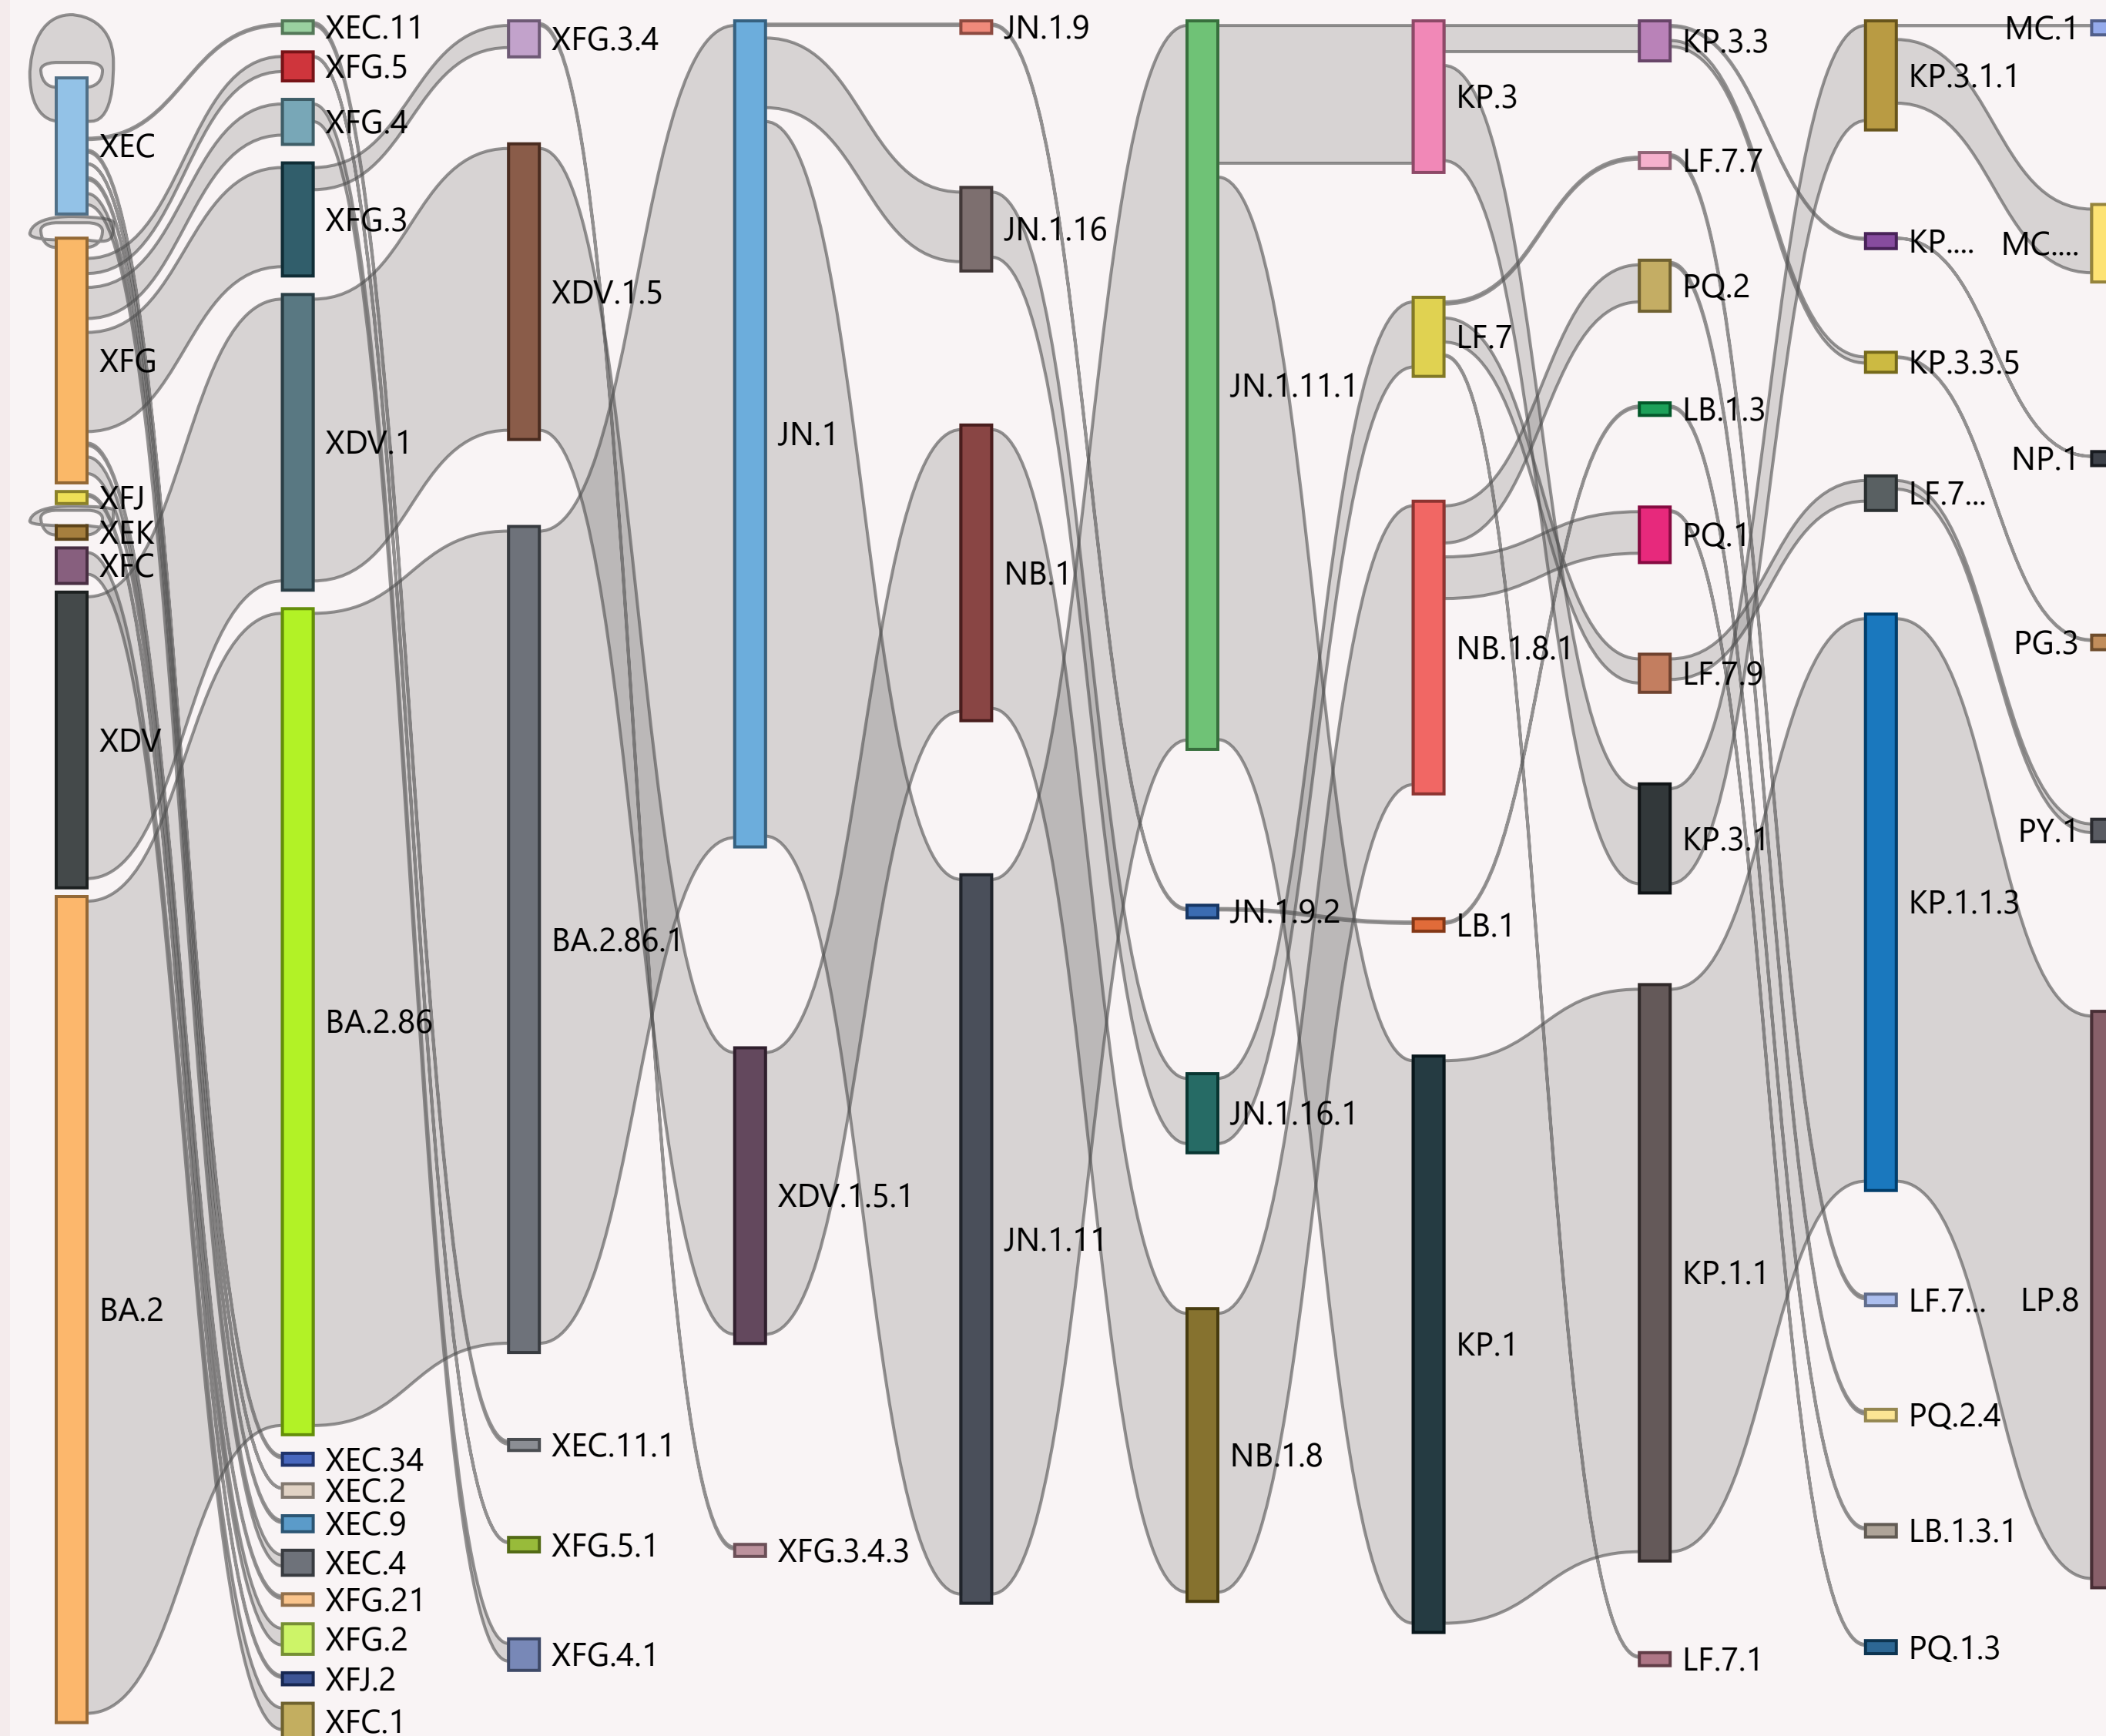 XEC
XFG
XFJ
XEK
XFC
XDV
BA.2
XEC.11
XFG.5
XFG.4
XFG.3
XDV.1
BA.2.86
XEC.34
XEC.2
XEC.9
XEC.4
XFG.21
XFG.2
XFJ.2
XFC.1
XFG.3.4
XDV.1.5
BA.2.86.1
XEC.11.1
XFG.5.1
XFG.4.1
JN.1
XDV.1.5.1
XFG.3.4.3
JN.1.9
JN.1.16
NB.1
JN.1.11
JN.1.11.1
JN.1.9.2
JN.1.16.1
NB.1.8
KP.3
LF.7
NB.1.8.1
LB.1
KP.1
KP.3.3
LF.7.7
PQ.2
LB.1.3
PQ.1
LF.7.9
KP.3.1
KP.1.1
LF.7.1
KP.3.1.1
KP....
KP.3.3.5
LF.7...
KP.1.1.3
LF.7...
PQ.2.4
LB.1.3.1
PQ.1.3
MC.1
MC....
NP.1
PG.3
PY.1
LP.8